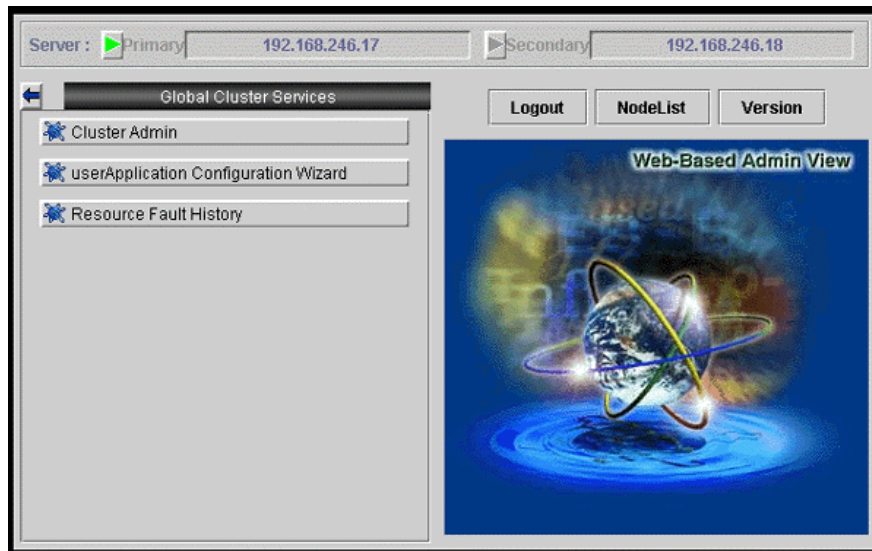 Server : Primary 192.168.246.17 Secondary 192.168.246.18
Global Cluster Services
Logout NodeList Version
Cluster Admin
userApplication Configuration Wizard
Resource Fault History
Web-Based Admin View